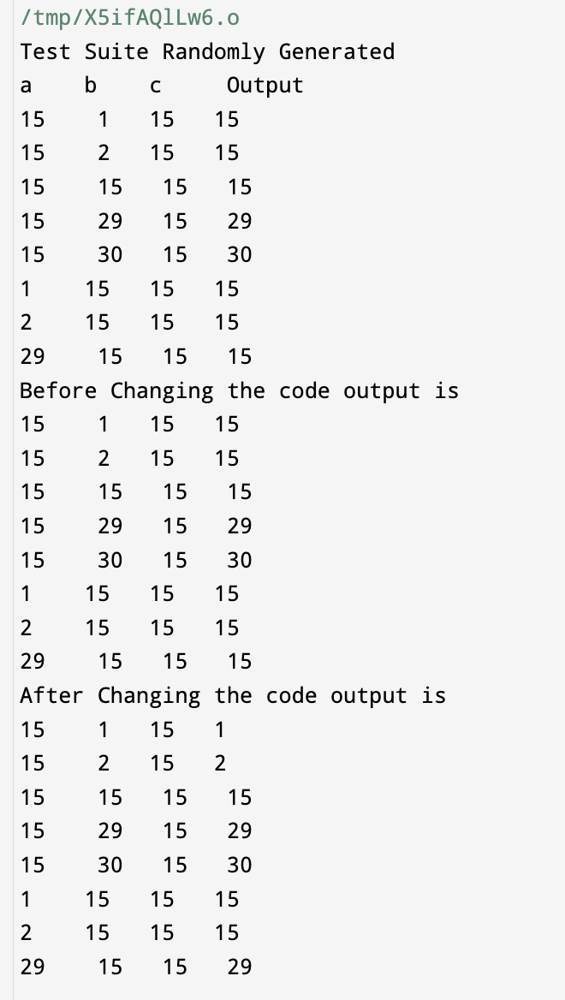 /tmp/X5ifAQlLw6.o
Test Suite Randomly Generated
a    b    c     Output
15    1   15   15
15    2   15   15
15    15   15   15
15    29   15   29
15    30   15   30
1    15   15   15
2    15   15   15
29    15   15   15
Before Changing the code output is
15    1   15   15
15    2   15   15
15    15   15   15
15    29   15   29
15    30   15   30
1    15   15   15
2    15   15   15
29    15   15   15
After Changing the code output is
15    1   15   1
15    2   15   2
15    15   15   15
15    29   15   29
15    30   15   30
1    15   15   15
2    15   15   15
29    15   15   29